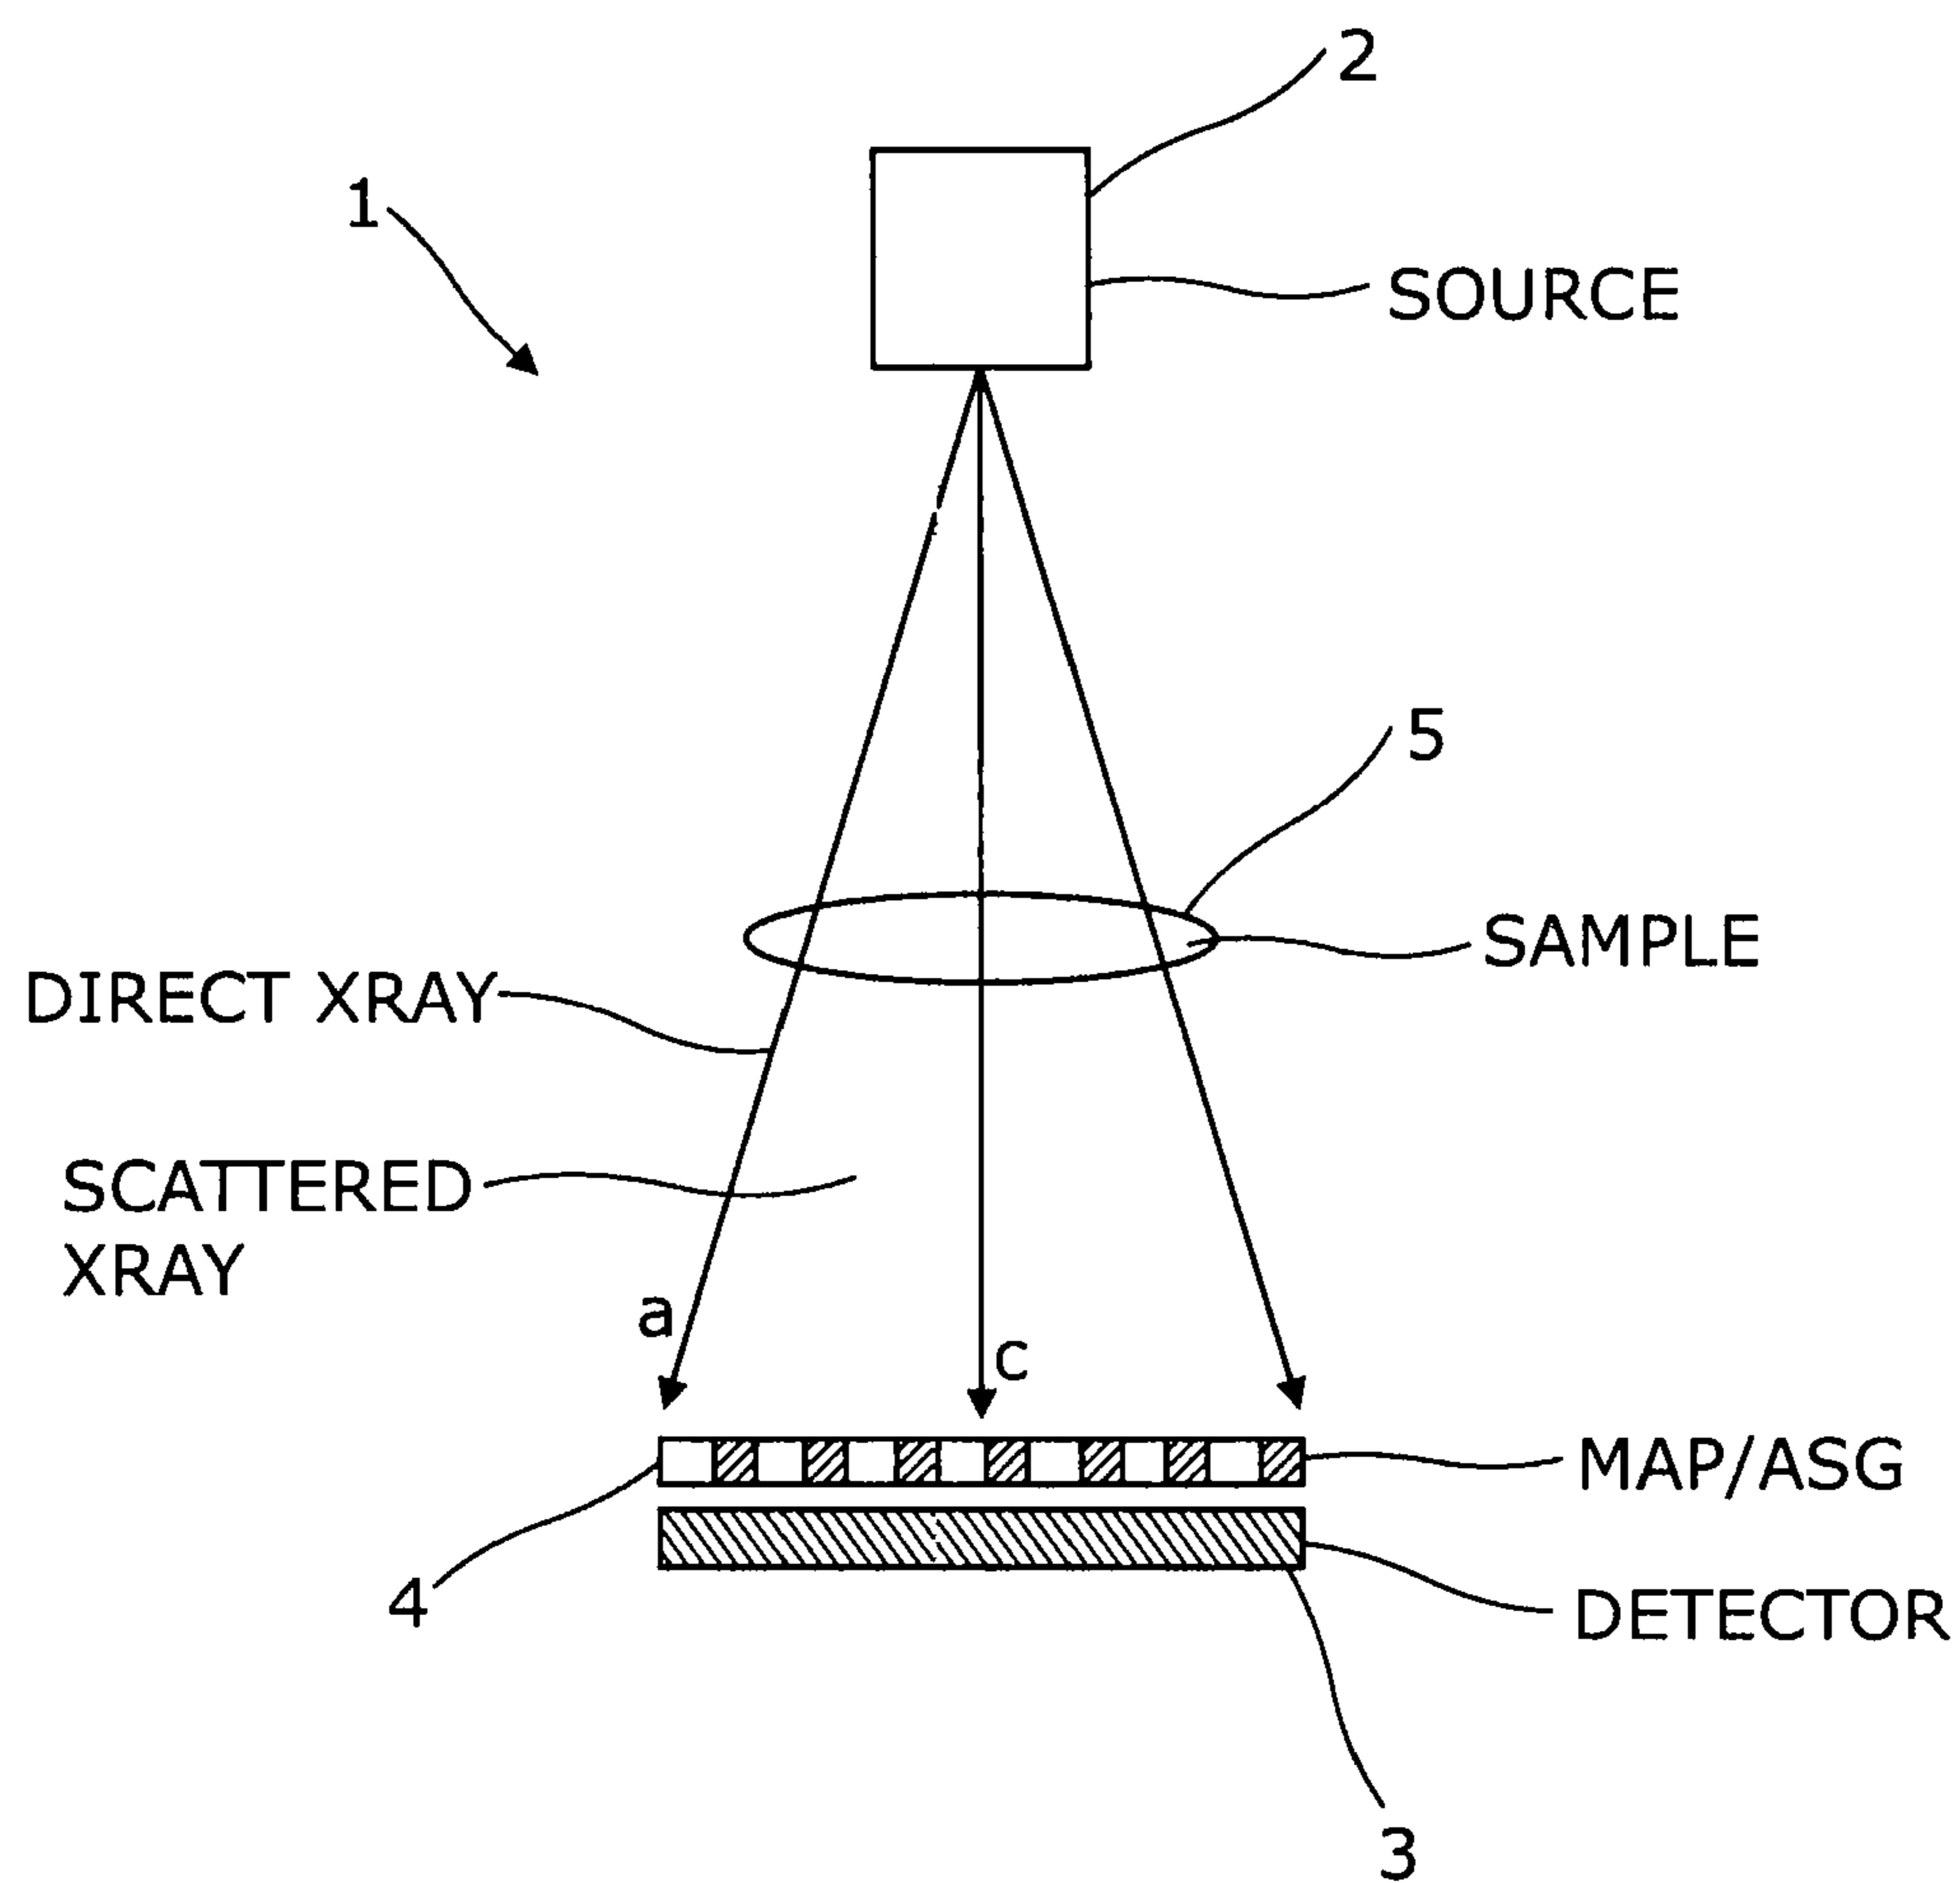 2
1
SOURCE
5
SAMPLE
DIRECT XRAY
SCATTERED
XRAY
a
c
MAP/ASG
4
DETECTOR
3